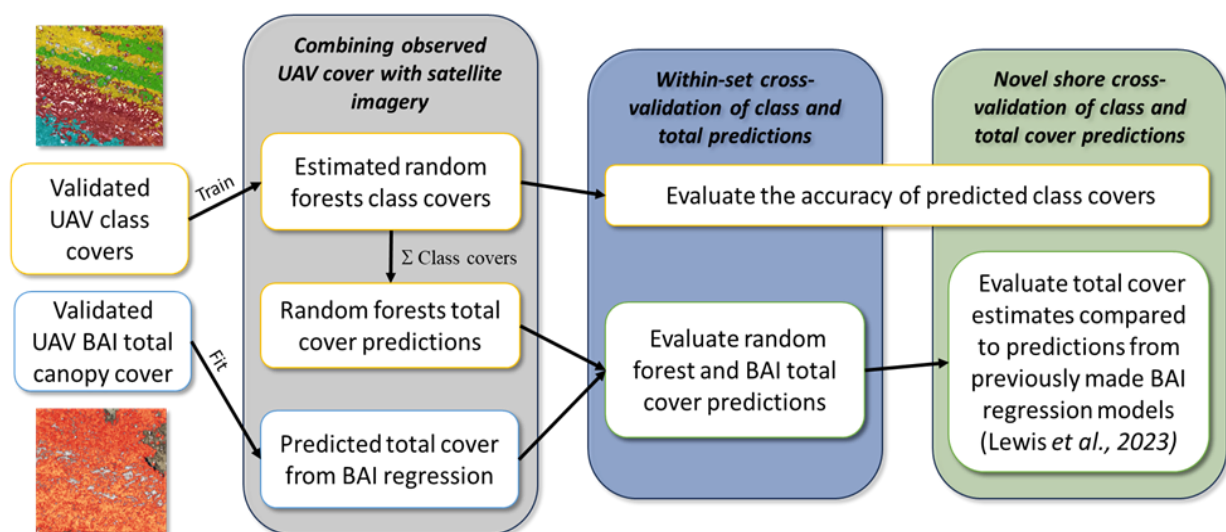 Combining observed
UAV cover with satellite
imagery
Within-set cross-
validation of class and
total predictions
Novel shore cross-
validation of class and
total cover predictions
Validated
UAV class
covers
Train
Estimated random
forests class covers
Evaluate the accuracy of predicted class covers
Σ Class covers
Validated
UAV BAI total
canopy cover
Fit
Random forests total
cover predictions
Predicted total cover
from BAI regression
Evaluate random
forest and BAI total
cover predictions
Evaluate total cover
estimates compared
to predictions from
previously made BAI
regression models
(Lewis et al., 2023)